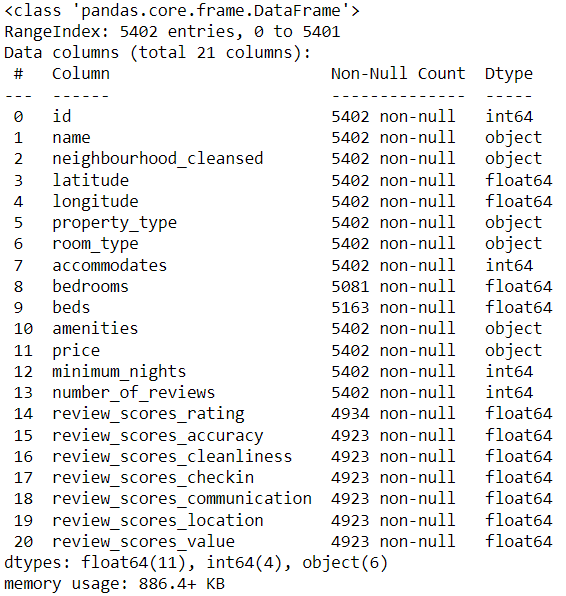 <class 'pandas.core.frame.DataFrame'>
RangeIndex: 5402 entries, 0 to 5401
Data columns (total 21 columns):
 #   Column                       Non-Null Count  Dtype
---  ------                       --------------  -----
 0   id                           5402 non-null   int64
 1   name                         5402 non-null   object
 2   neighbourhood_cleansed       5402 non-null   object
 3   latitude                     5402 non-null   float64
 4   longitude                    5402 non-null   float64
 5   property_type                5402 non-null   object
 6   room_type                    5402 non-null   object
 7   accommodates                 5402 non-null   int64
 8   bedrooms                     5081 non-null   float64
 9   beds                         5163 non-null   float64
 10  amenities                    5402 non-null   object
 11  price                        5402 non-null   object
 12  minimum_nights               5402 non-null   int64
 13  number_of_reviews            5402 non-null   int64
 14  review_scores_rating         4934 non-null   float64
 15  review_scores_accuracy       4923 non-null   float64
 16  review_scores_cleanliness    4923 non-null   float64
 17  review_scores_checkin        4923 non-null   float64
 18  review_scores_communication  4923 non-null   float64
 19  review_scores_location       4923 non-null   float64
 20  review_scores_value          4923 non-null   float64
dtypes: float64(11), int64(4), object(6)
memory usage: 886.4+ KB